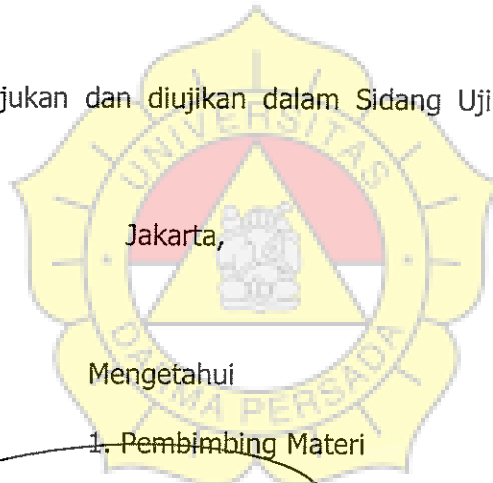 jukan dan diujikan dalam Sidang Uji
UNIVERSITAS
Jakarta,
Mengetahui
DARMA PERSADA
1. Pembimbing Materi